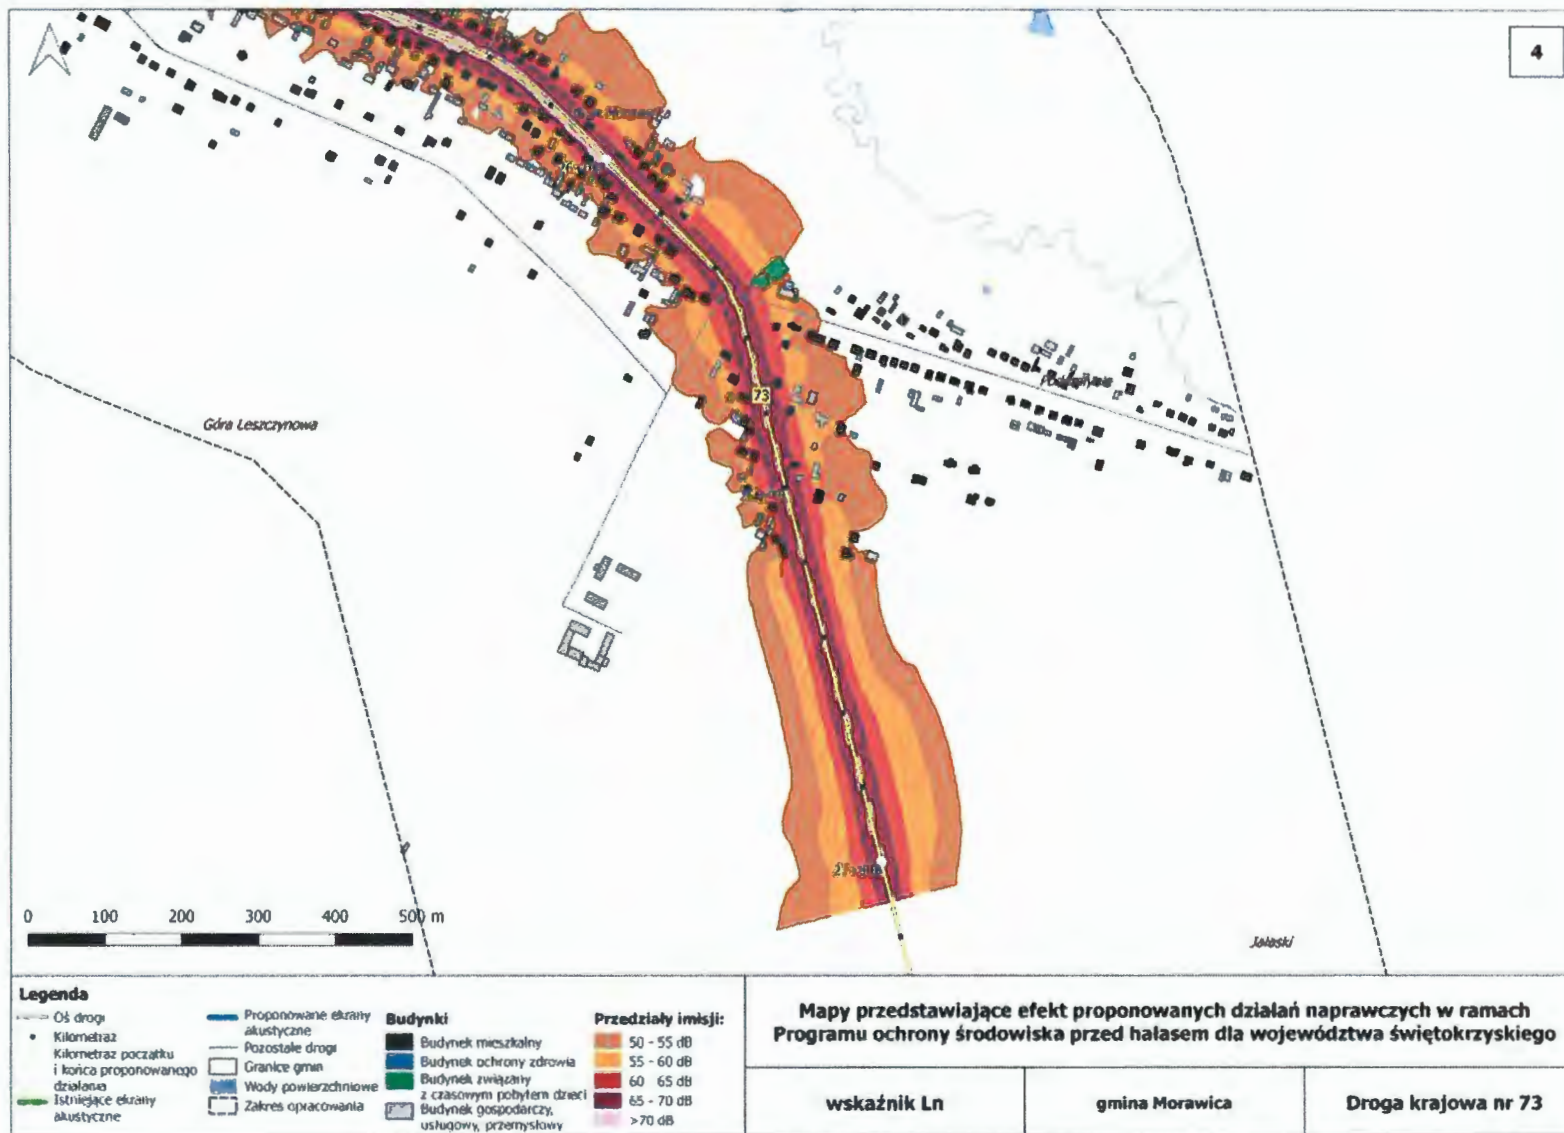 4
73
Góra Leszczynowa
0 100 200 300 400 500 m
Jalaski
Legenda
Oś drogi
Kilometraż
Kilometraż początku
i końca proponowanego
działania
Istniejące ekrany
akustyczne
Proponowane ekrany
akustyczne
Pozostałe drogi
Granice gmin
Wody powierzchniowe
Zakres opracowania
Budynki
Budynek mieszkalny
Budynek ochrony zdrowia
Budynek związany
z czasowym pobytem dzieci
Budynek gospodarczy,
usługowy, przemysłowy
Przedziały imisji:
50 - 55 dB
55 - 60 dB
60 65 dB
65 - 70 dB
>70 dB
Mapy przedstawiające efekt proponowanych działań naprawczych w ramach
Programu ochrony środowiska przed hałasem dla województwa świętokrzyskiego
wskaźnik Ln
gmina Morawica
Droga krajowa nr 73